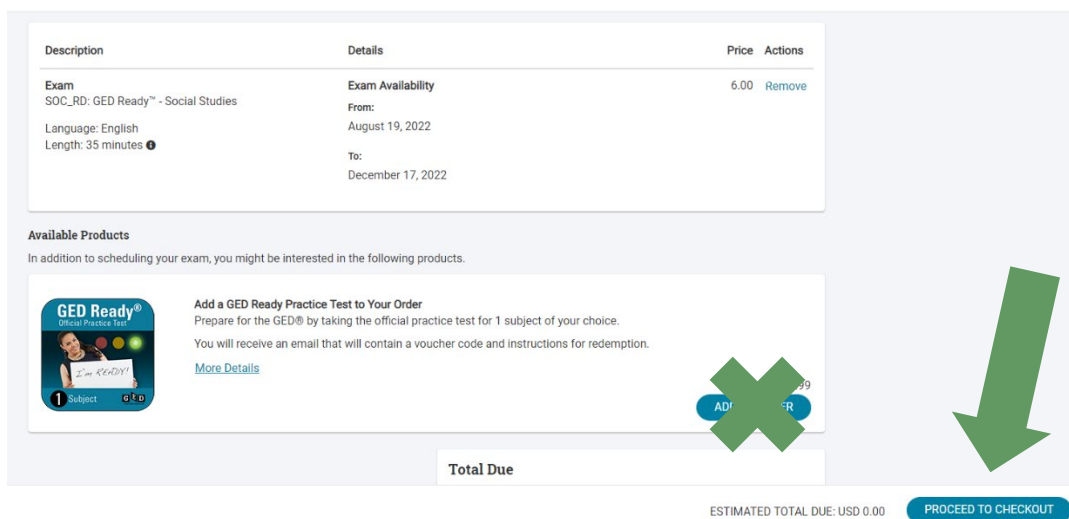 Description Details Price Actions
Exam Exam Availability 6.00 Remove
SOC_RD: GED Ready™ - Social Studies
From:
Language: English August 19, 2022
Length: 35 minutes
To:
December 17, 2022
Available Products
In addition to scheduling your exam, you might be interested in the following products.
GED Ready®
Official Practice Test
I'm READY!
1 Subject GED
Add a GED Ready Practice Test to Your Order
Prepare for the GED® by taking the official practice test for 1 subject of your choice.
You will receive an email that will contain a voucher code and instructions for redemption.
More Details
Total Due
ESTIMATED TOTAL DUE: USD 0.00 PROCEED TO CHECKOUT